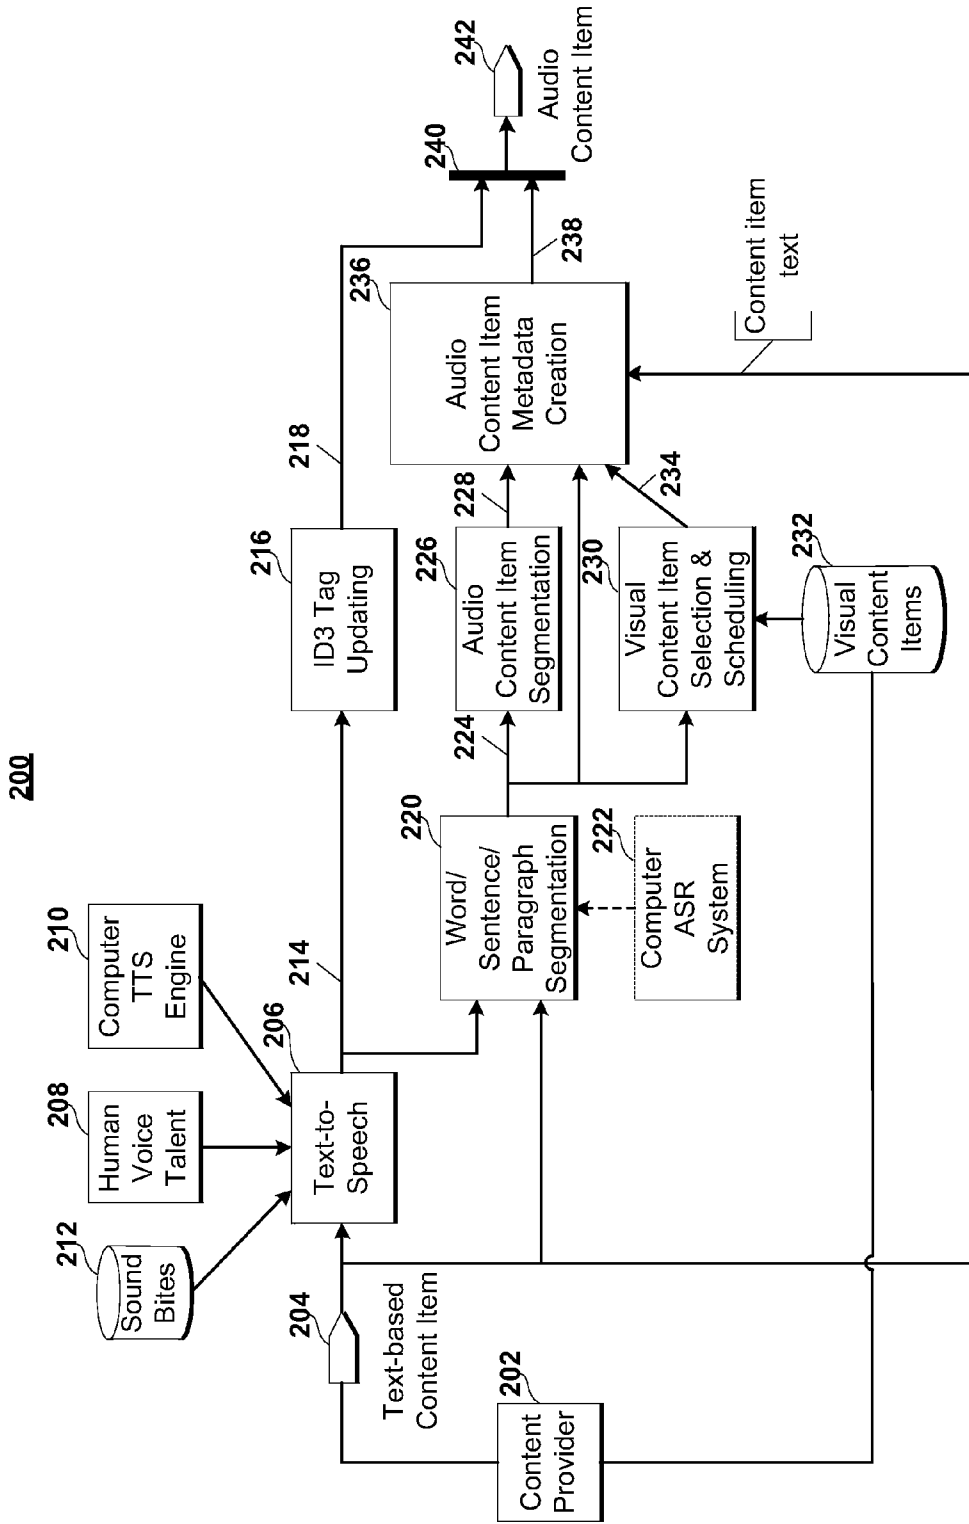 200
212
Sound
Bites
208
Human
Voice
Talent
210
Computer
TTS
Engine
204
Text-based
Content Item
206
Text-to-
Speech
214
216
ID3 Tag
Updating
218
202
Content
Provider
220
Word/
Sentence/
Paragraph
Segmentation
222
Computer
ASR
System
224
226
Audio
Content Item
Segmentation
228
230
Visual
Content Item
Selection &
Scheduling
232
Visual
Content
Items
234
236
Audio
Content Item
Metadata
Creation
238
240
242
Audio
Content Item
Content item
text